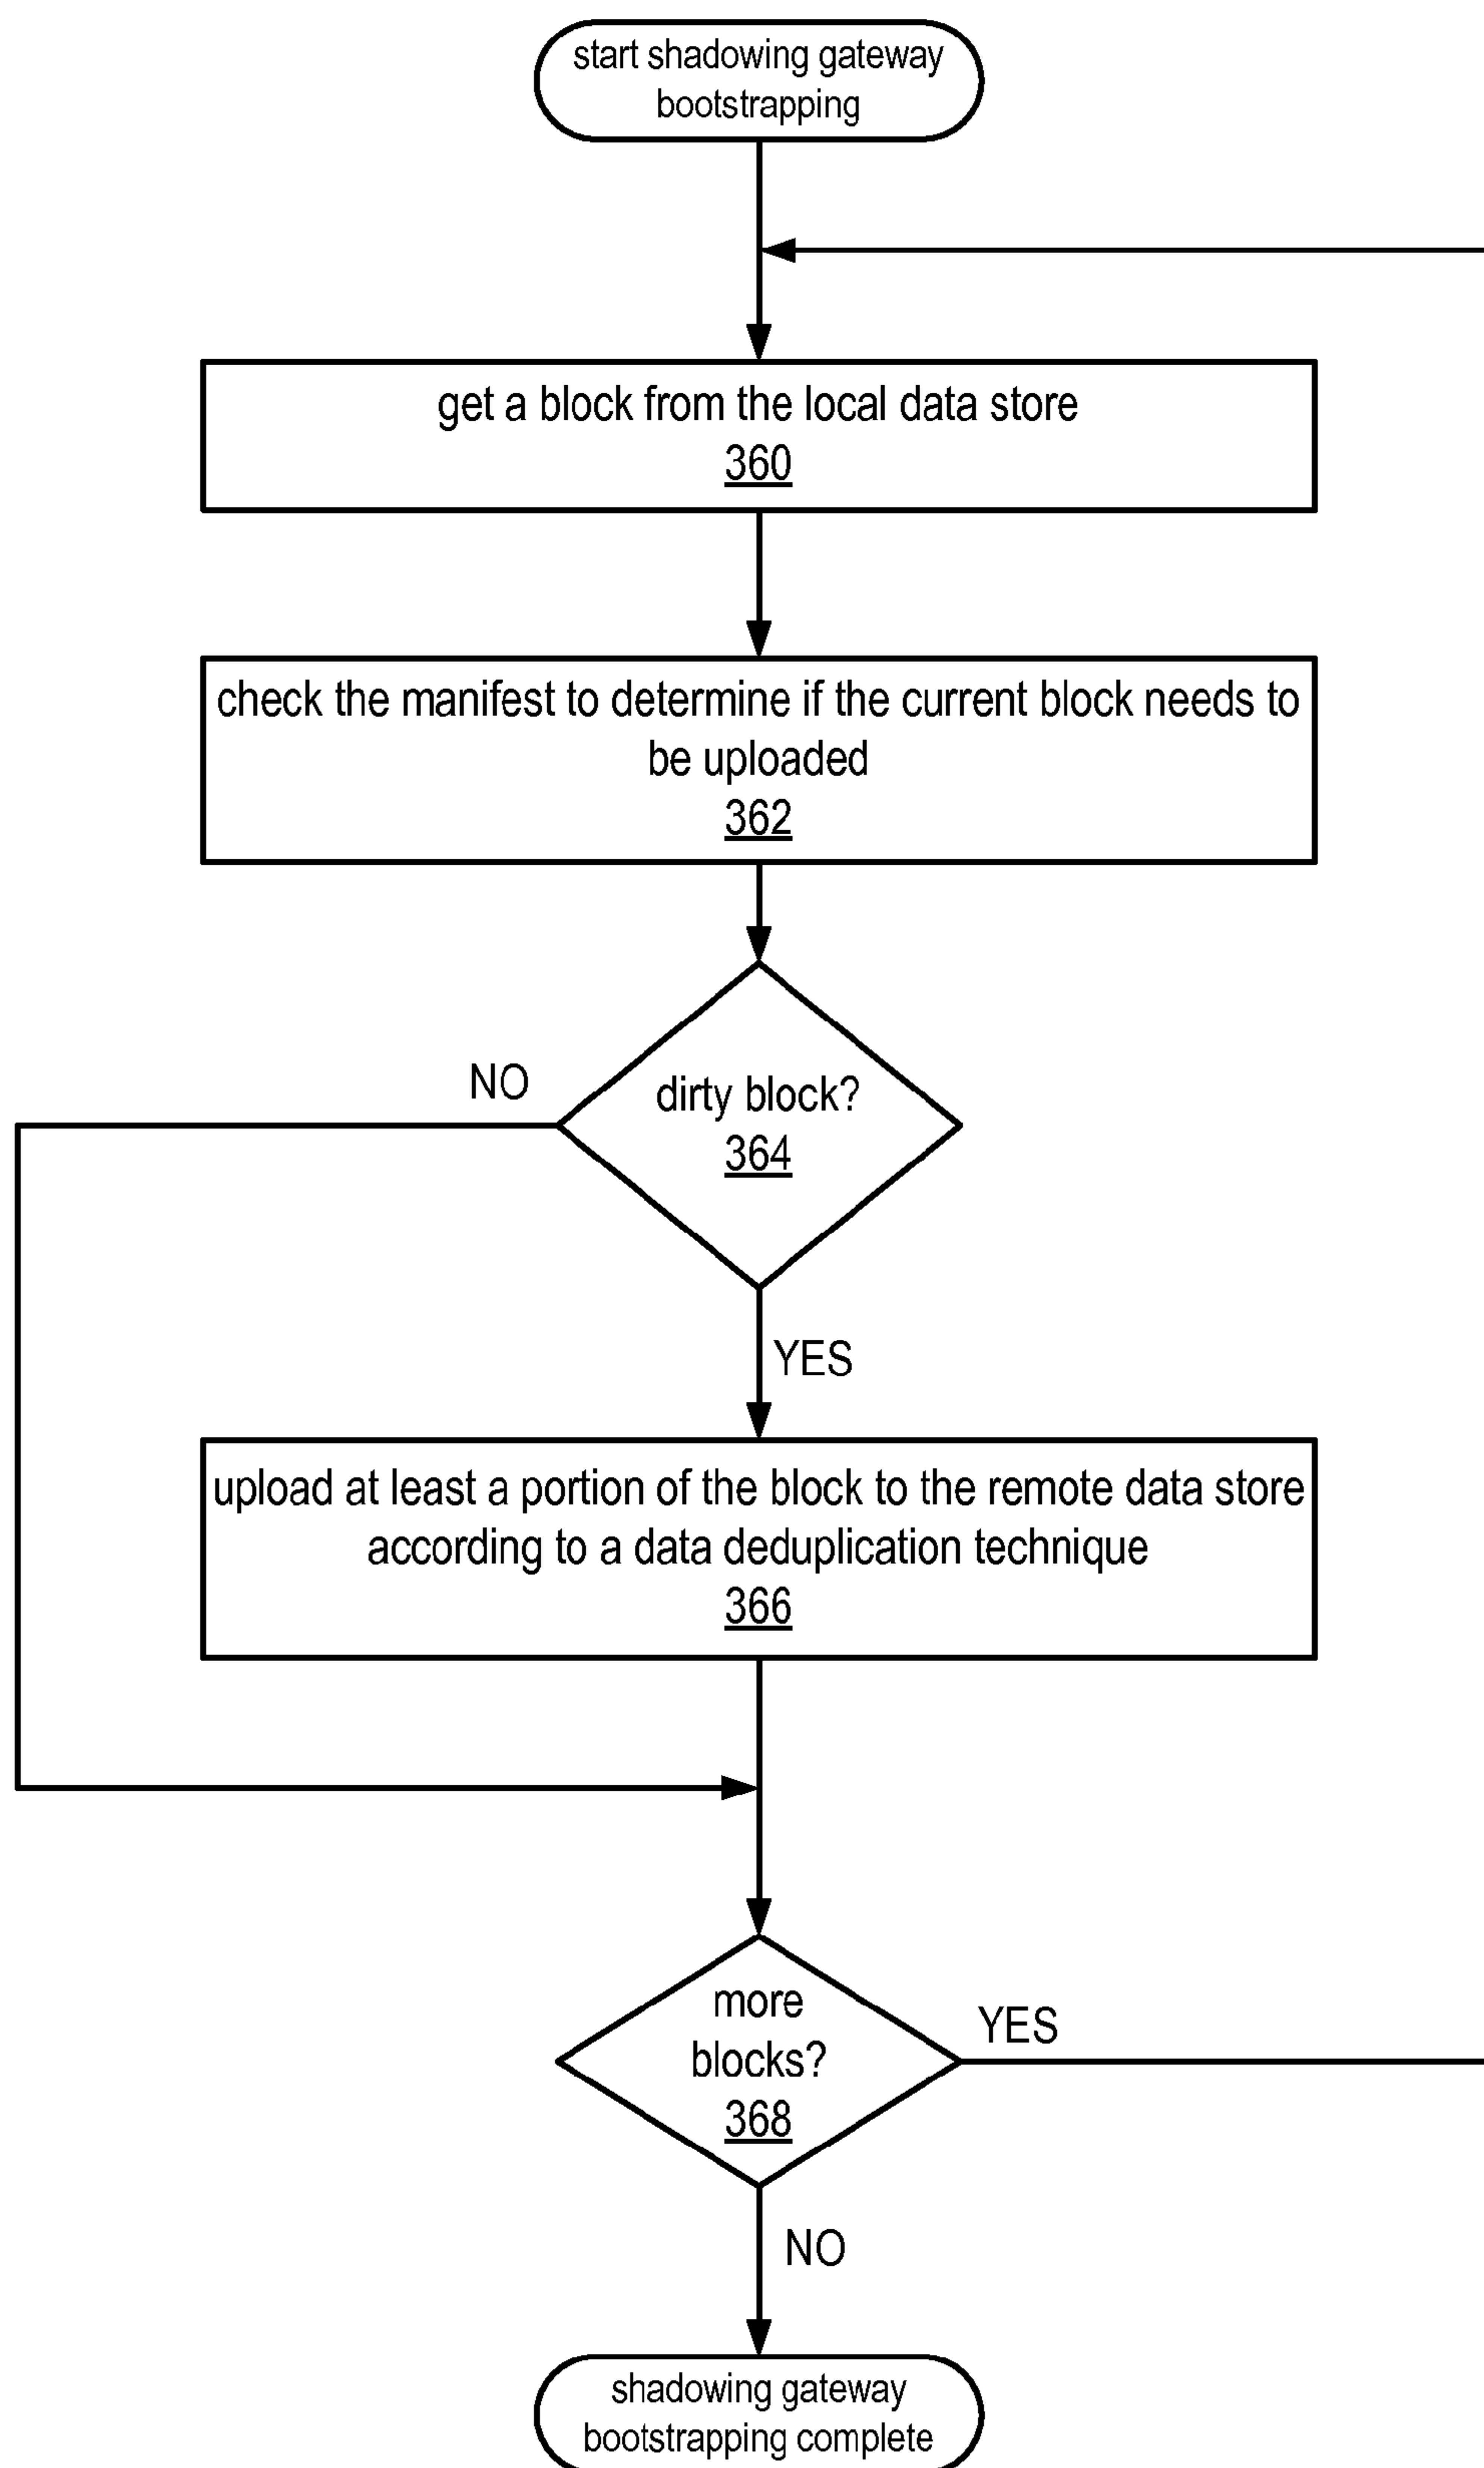 start shadowing gateway
bootstrapping
get a block from the local data store
360
check the manifest to determine if the current block needs to
be uploaded
362
NO
dirty block?
364
YES
upload at least a portion of the block to the remote data store
according to a data deduplication technique
366
more
blocks?
368
YES
NO
shadowing gateway
bootstrapping complete